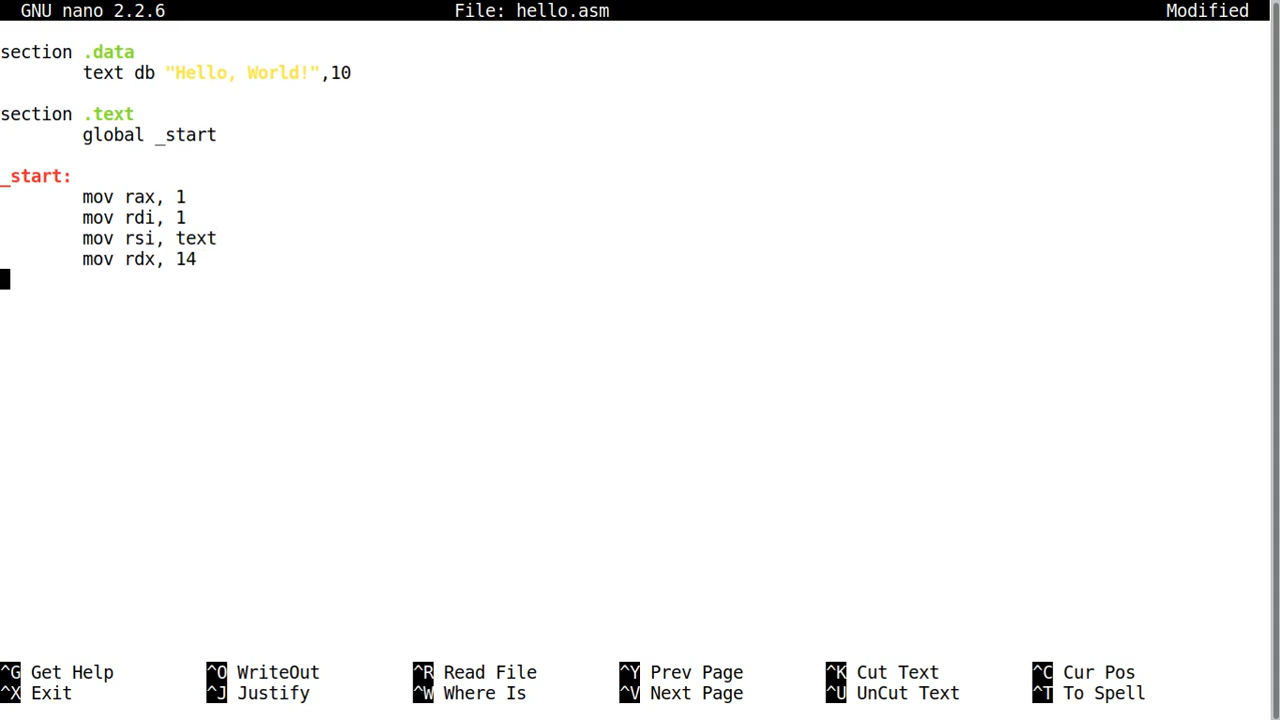 GNU nano 2.2.6 File: hello.asm Modified
section .data
text db "Hello, World!",10
section .text
global _start
_start:
mov rax, 1
mov rdi, 1
mov rsi, text
mov rdx, 14
^G Get Help ^O WriteOut ^R Read File ^Y Prev Page ^K Cut Text ^C Cur Pos
^X Exit ^J Justify ^W Where Is ^V Next Page ^U UnCut Text ^T To Spell